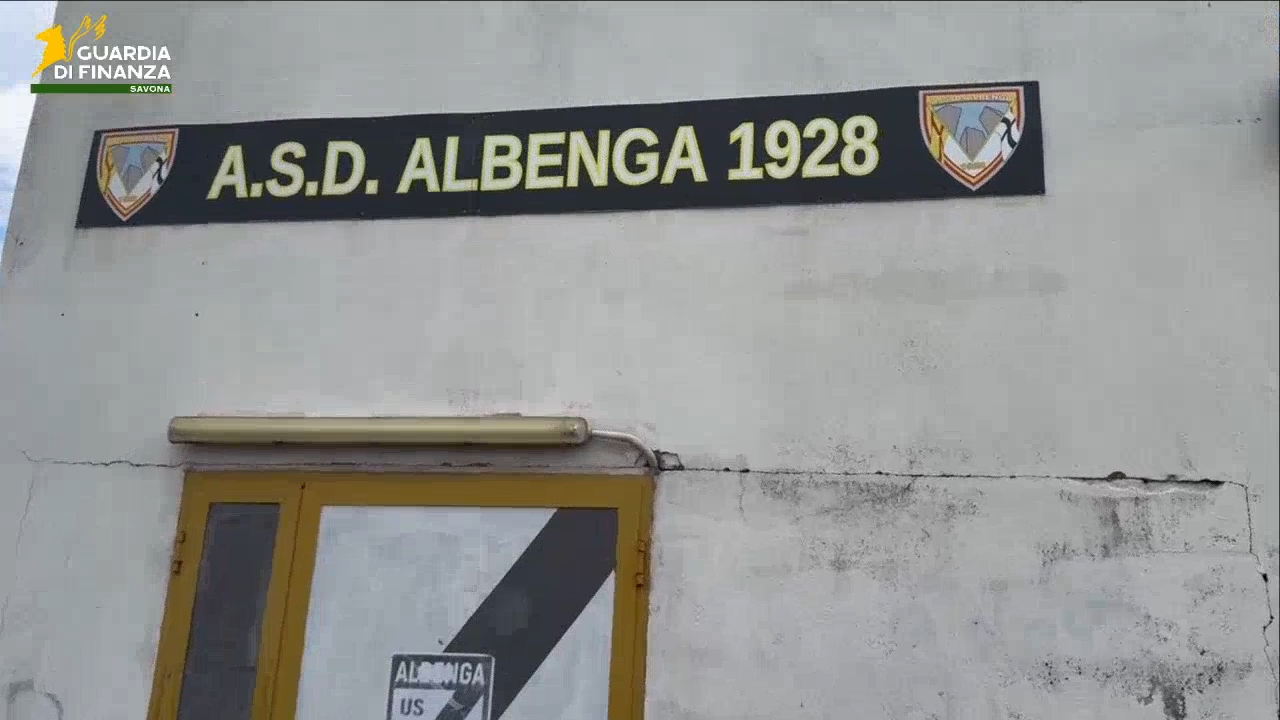 GUARDIA
DI FINANZA
SAVONA
A.S.D. ALBENGA 1928
ALBENGA
US